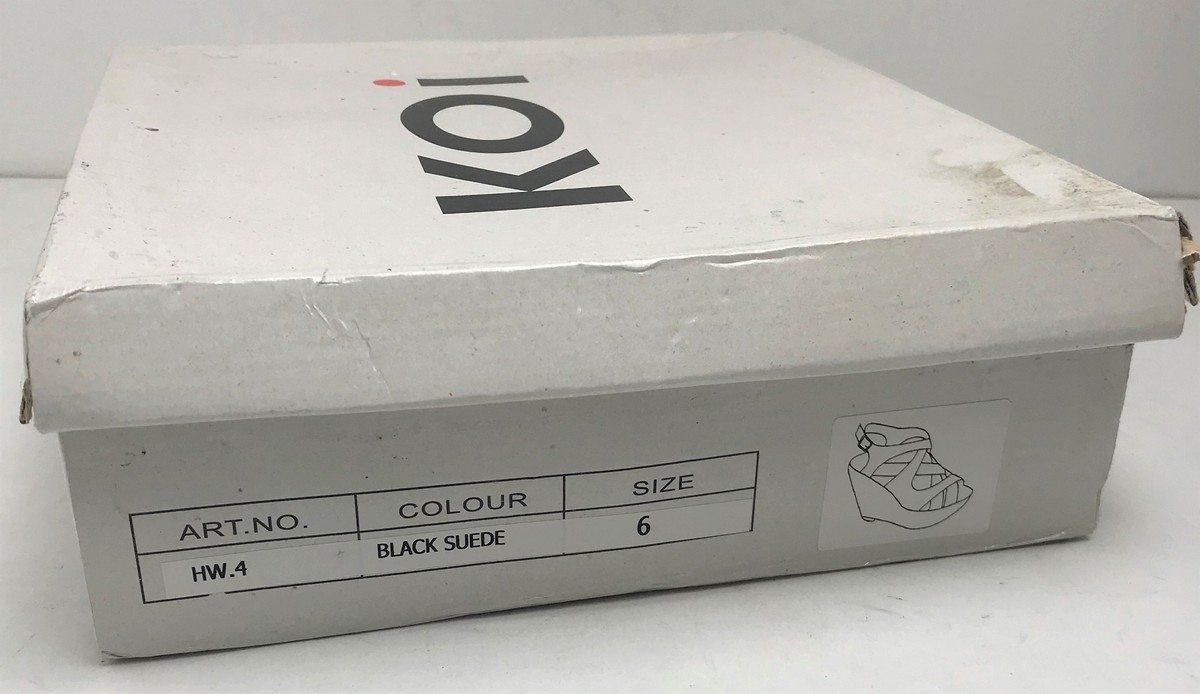 KOi
ART.NO. COLOUR SIZE
HW.4 BLACK SUEDE 6